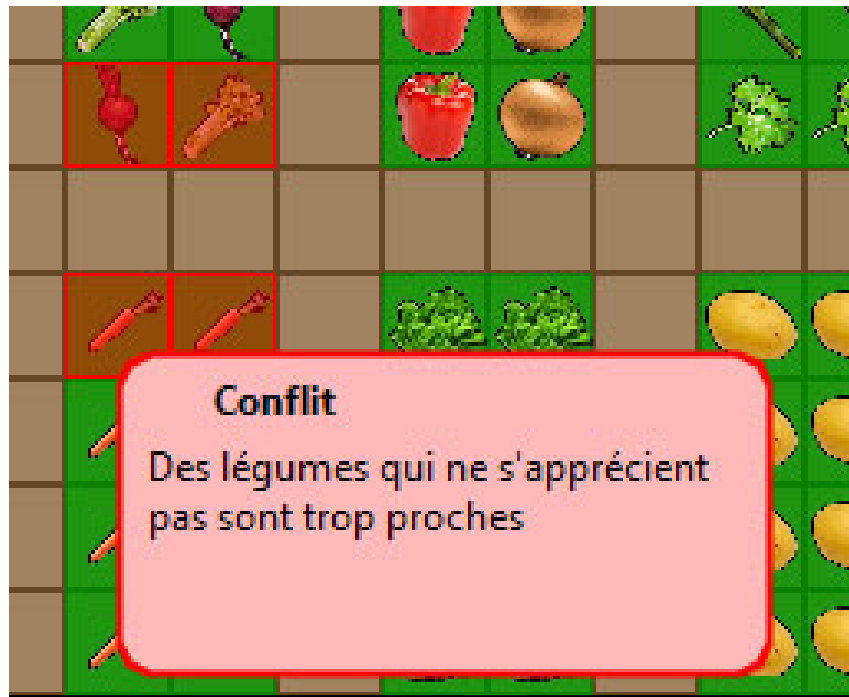 Conflit
Des légumes qui ne s'apprécient
pas sont trop proches